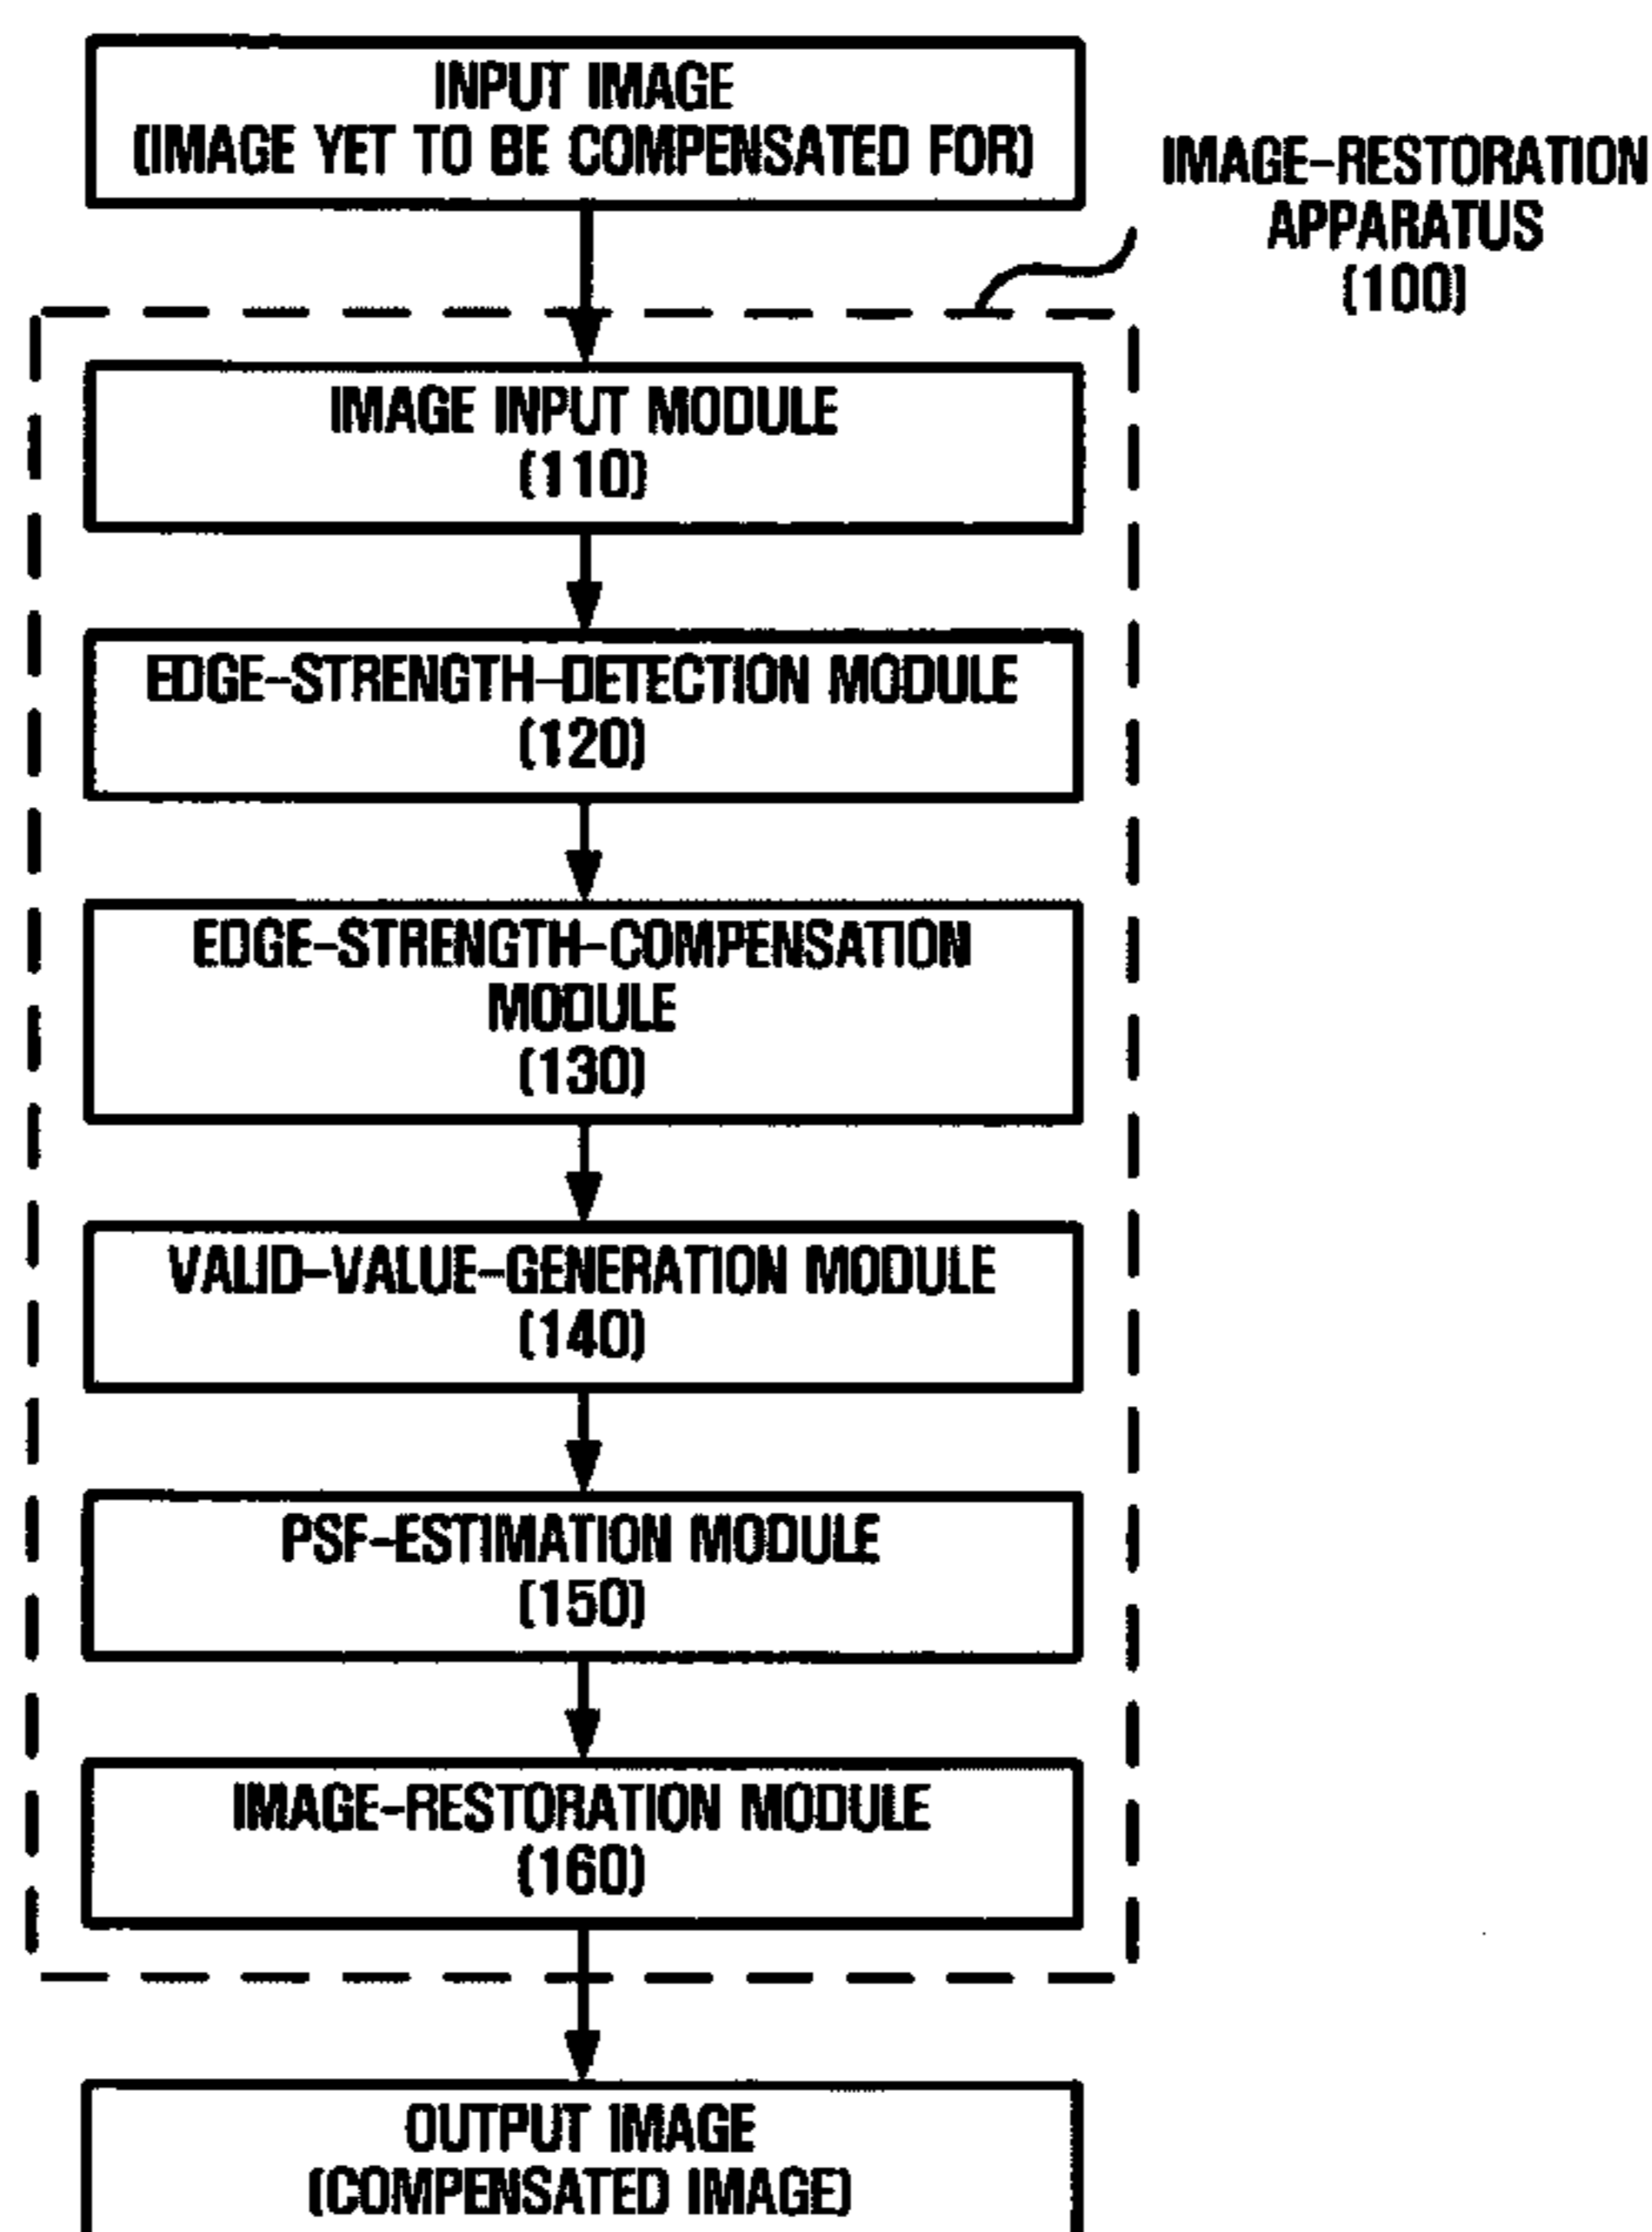 INPUT IMAGE
(IMAGE YET TO BE COMPENSATED FOR)
IMAGE-RESTORATION
APPARATUS
(100)
IMAGE INPUT MODULE
(110)
EDGE-STRENGTH-DETECTION MODULE
(120)
EDGE-STRENGTH-COMPENSATION
MODULE
(130)
VALID-VALUE-GENERATION MODULE
(140)
PSF-ESTIMATION MODULE
(150)
IMAGE-RESTORATION MODULE
(160)
OUTPUT IMAGE
(COMPENSATED IMAGE)